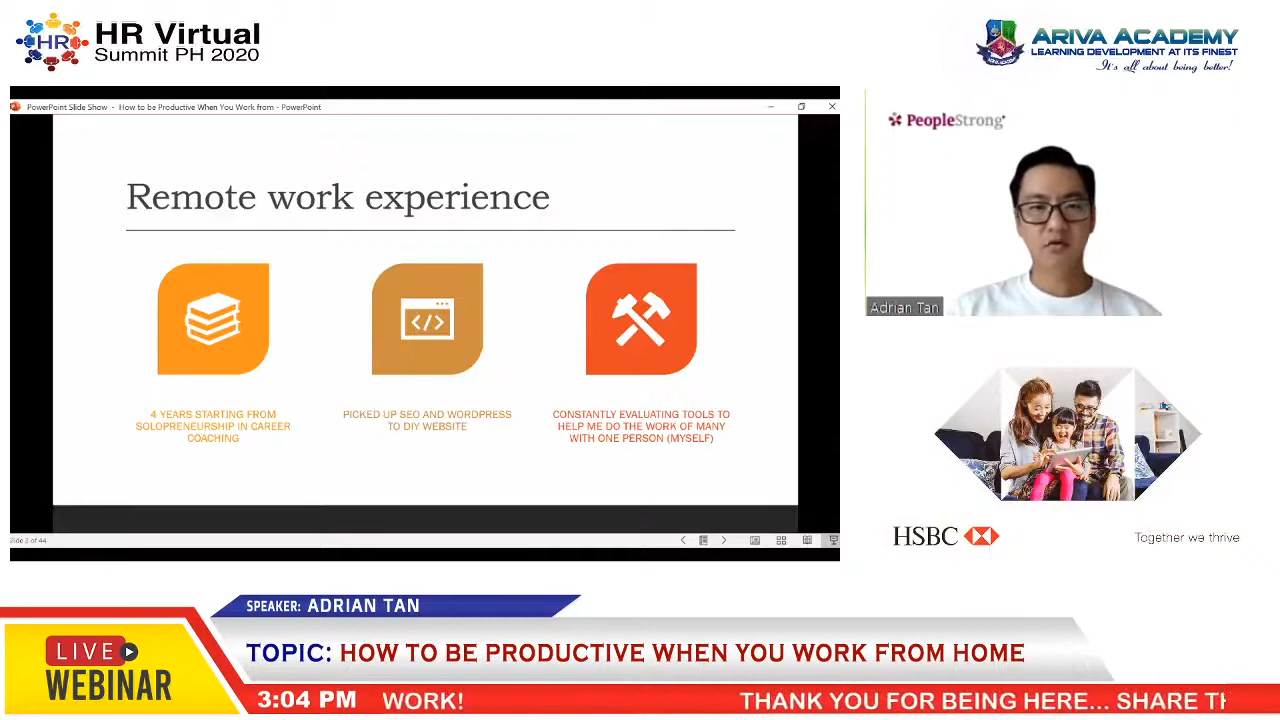 HR
HR Virtual
Summit PH 2020
ARIVA ACADEMY
LEARNING DEVELOPMENT AT ITS FINEST
It's all about being better!
PowerPoint Slide Show - How to be Productive When You Work from - PowerPoint
PeopleStrong
Remote work experience
4 YEARS STARTING FROM
SOLOPRENEURSHIP IN CAREER
COACHING
PICKED UP SEO AND WORDPRESS
TO DIY WEBSITE
CONSTANTLY EVALUATING TOOLS TO
HELP ME DO THE WORK OF MANY
WITH ONE PERSON (MYSELF)
Adrian Tan
Slide 3 of 44
HSBC
Together we thrive
SPEAKER: ADRIAN TAN
TOPIC: HOW TO BE PRODUCTIVE WHEN YOU WORK FROM HOME
LIVE
WEBINAR
3:04 PM WORK! THANK YOU FOR BEING HERE... SHARE